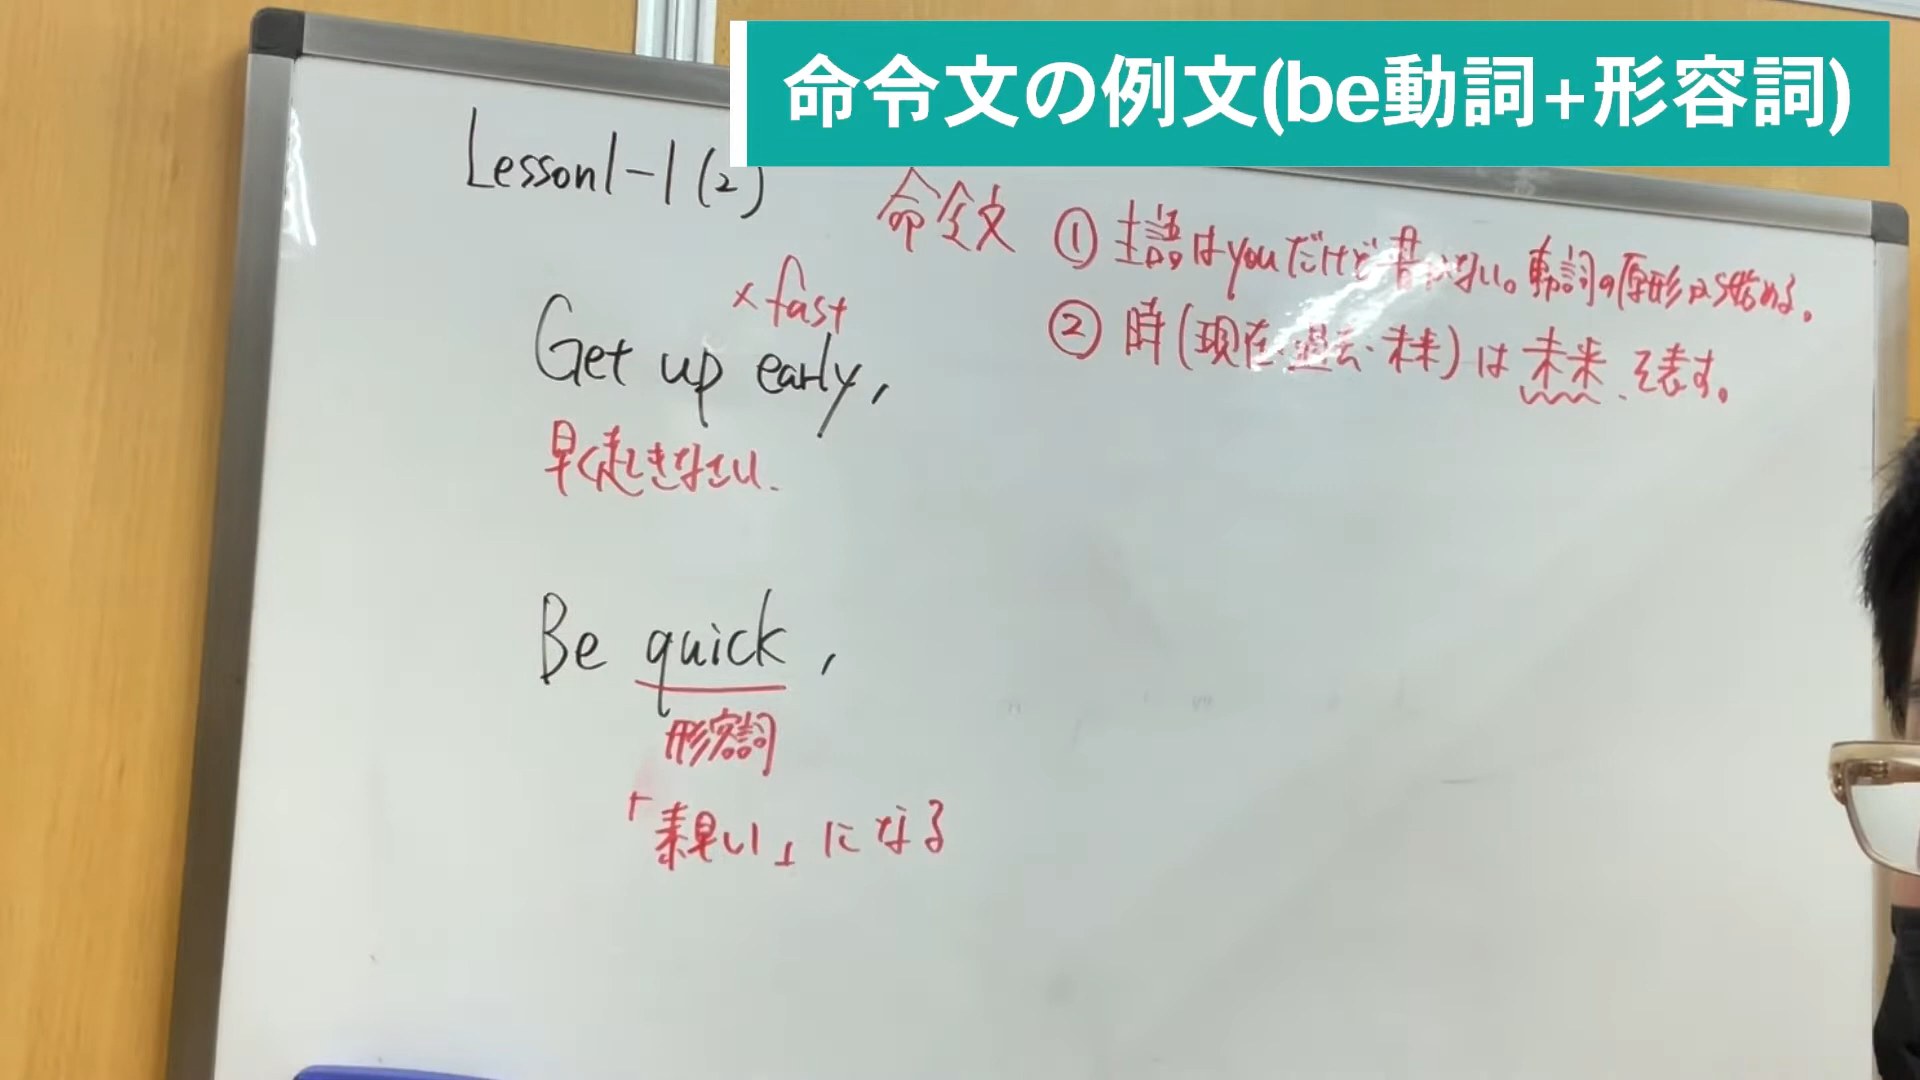 命令文の例文(be動詞+形容詞)
Lesson1-1(2)
命令文 ① 主語はyouだけど書かない。動詞の原形から始める。
② 時(現在・過去・未来)は未来を表す。
×fast
Get up early,
早く起きなさい.
Be quick,
形容詞
「素早い」になる